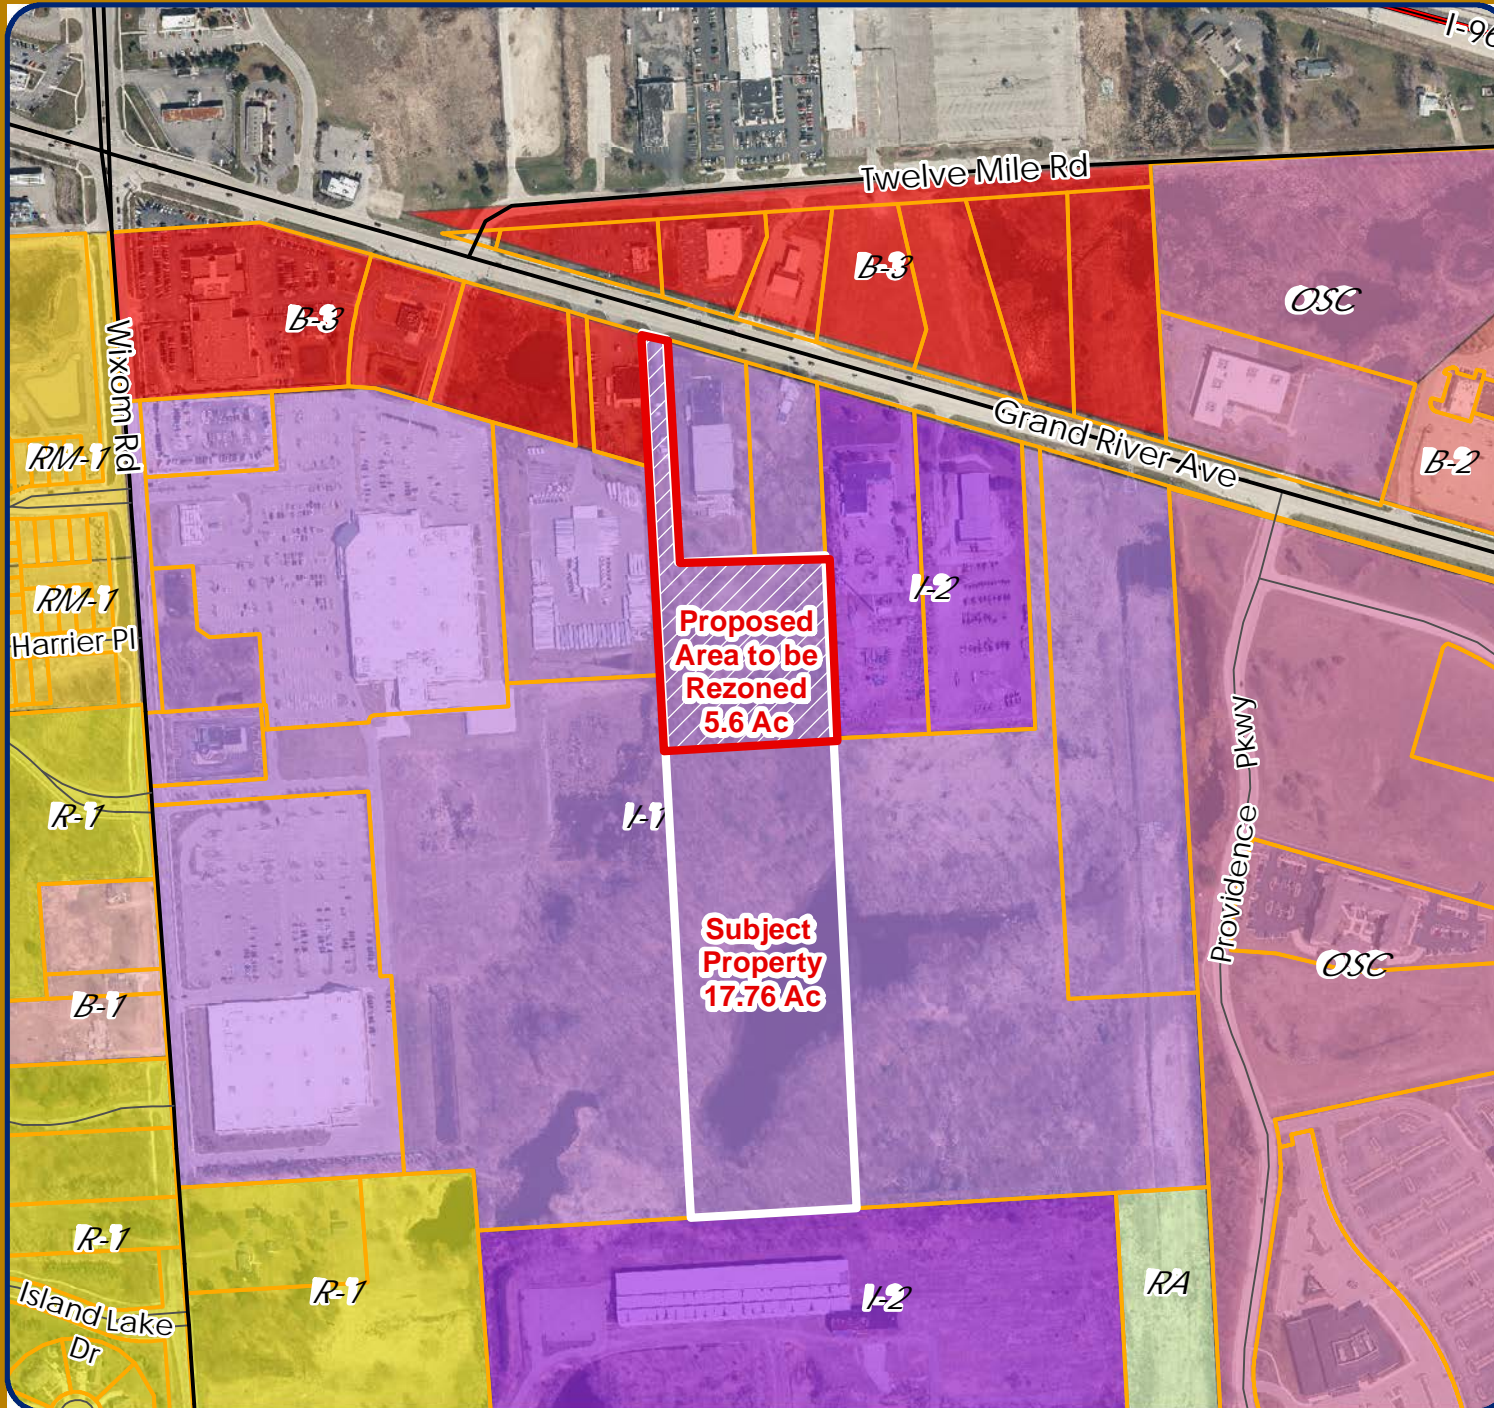 I-96
Twelve Mile Rd
B-3
OSC
B-3
Wixom Rd
Grand River Ave
RM-1
B-2
I-2
RM-1
Harrier Pl
Proposed
Area to be
Rezoned
5.6 Ac
Providence Pkwy
R-1
I-1
Subject
Property
17.76 Ac
OSC
B-1
R-1
R-1
I-2
RA
Island Lake
Dr